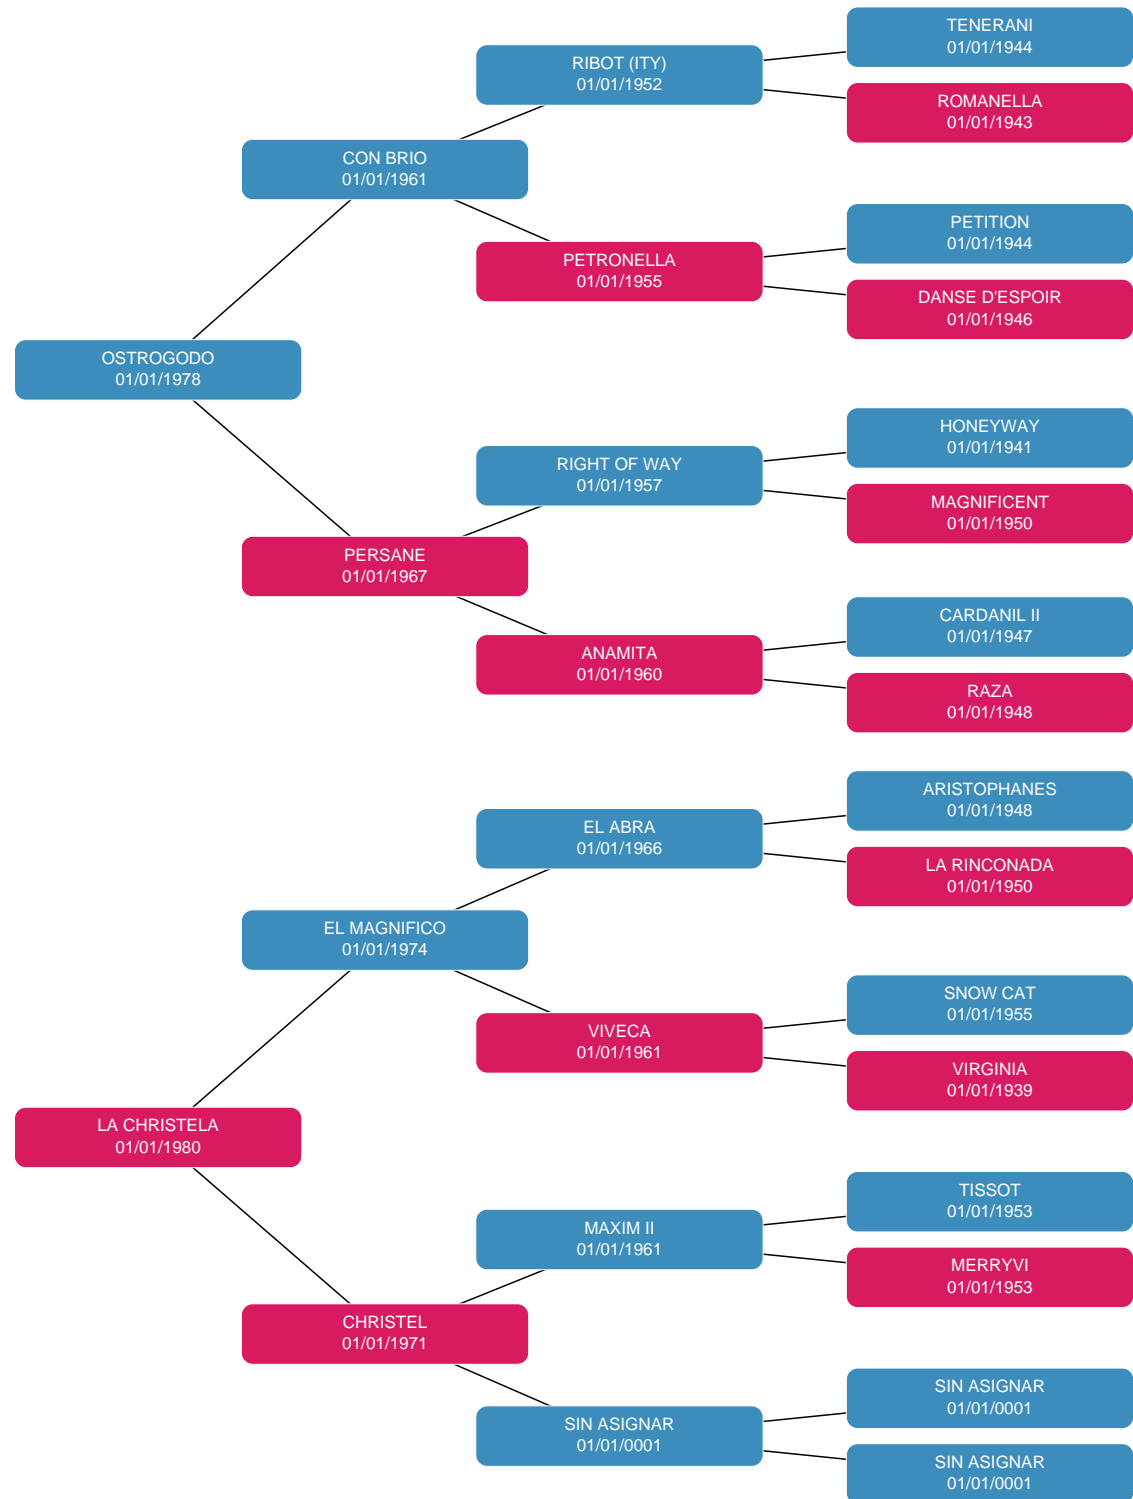 TENERANI
01/01/1944
RIBOT (ITY)
01/01/1952
ROMANELLA
01/01/1943
CON BRIO
01/01/1961
PETITION
01/01/1944
PETRONELLA
01/01/1955
DANSE D'ESPOIR
01/01/1946
OSTROGODO
01/01/1978
HONEYWAY
01/01/1941
RIGHT OF WAY
01/01/1957
MAGNIFICENT
01/01/1950
PERSANE
01/01/1967
CARDANIL II
01/01/1947
ANAMITA
01/01/1960
RAZA
01/01/1948
ARISTOPHANES
01/01/1948
EL ABRA
01/01/1966
LA RINCONADA
01/01/1950
EL MAGNIFICO
01/01/1974
SNOW CAT
01/01/1955
VIVECA
01/01/1961
VIRGINIA
01/01/1939
LA CHRISTELA
01/01/1980
TISSOT
01/01/1953
MAXIM II
01/01/1961
MERRYVI
01/01/1953
CHRISTEL
01/01/1971
SIN ASIGNAR
01/01/0001
SIN ASIGNAR
01/01/0001
SIN ASIGNAR
01/01/0001